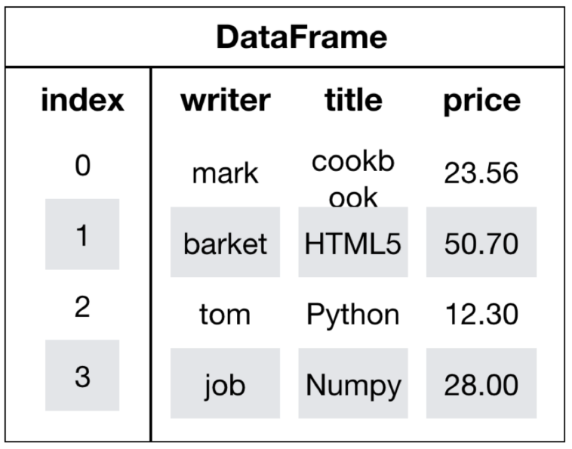 DataFrame
index writer title price
0 mark cookb
ook 23.56
1 barket HTML5 50.70
2 tom Python 12.30
3 job Numpy 28.00